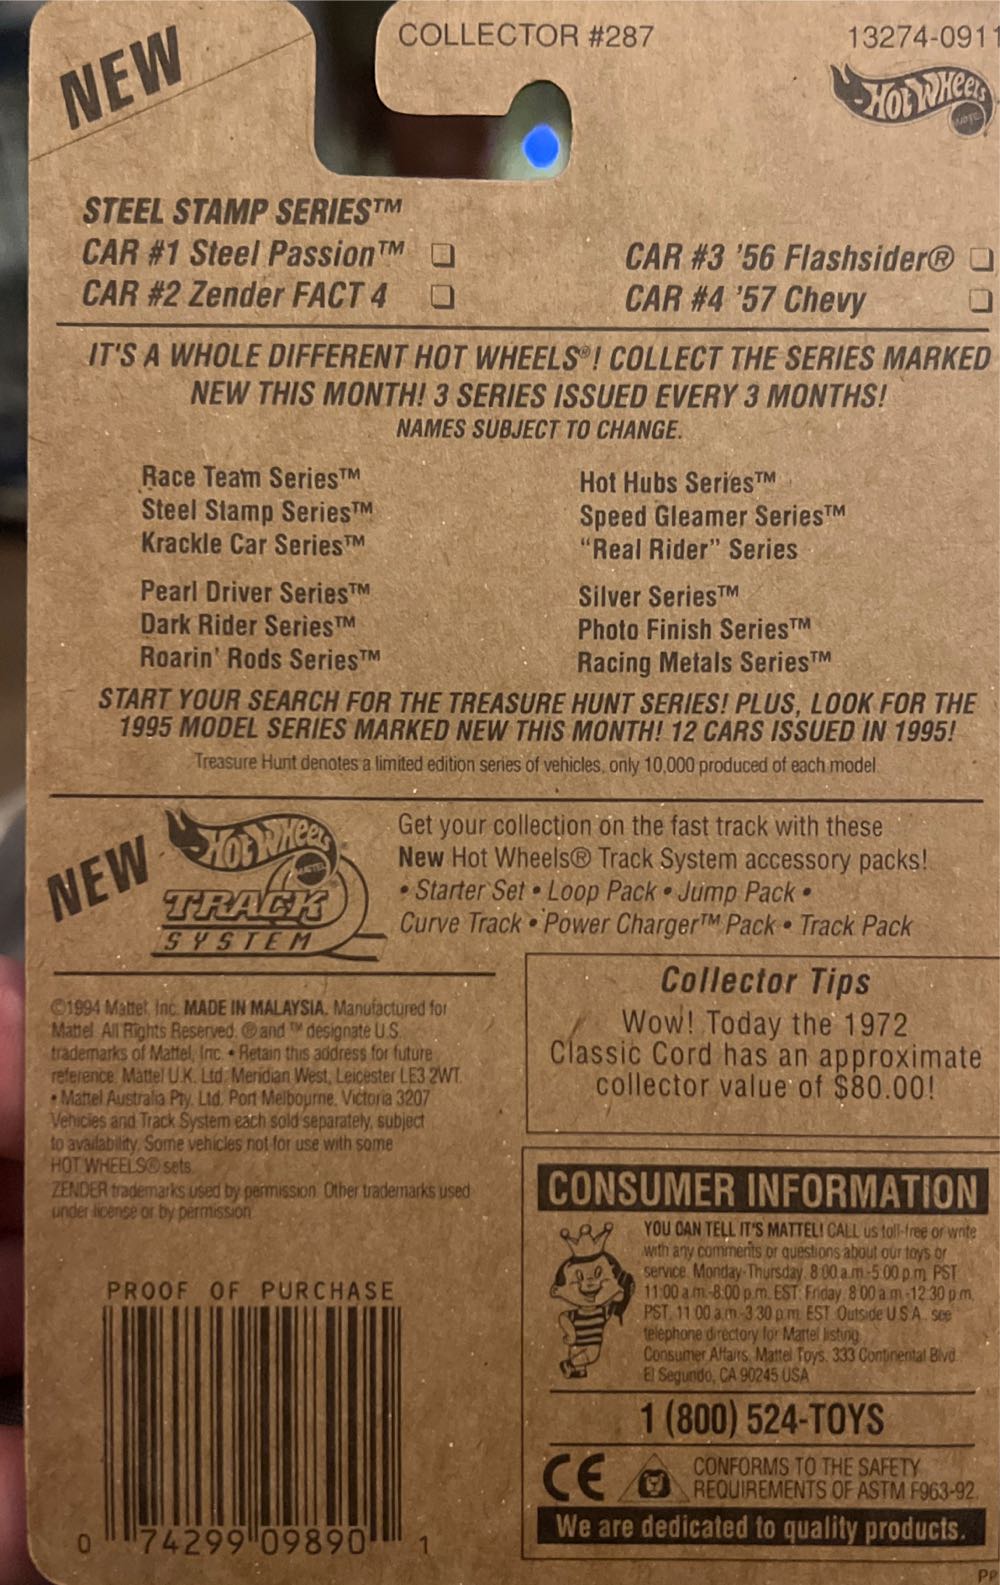 NEW
COLLECTOR #287
13274-0911
HOT WHEELS
STEEL STAMP SERIES™
CAR #1 Steel Passion™ ❑
CAR #2 Zender FACT 4 ❑
CAR #3 '56 Flashsider® ❑
CAR #4 '57 Chevy ❑
IT'S A WHOLE DIFFERENT HOT WHEELS®! COLLECT THE SERIES MARKED
NEW THIS MONTH! 3 SERIES ISSUED EVERY 3 MONTHS!
NAMES SUBJECT TO CHANGE.
Race Team Series™
Steel Stamp Series™
Krackle Car Series™
Pearl Driver Series™
Dark Rider Series™
Roarin' Rods Series™
Hot Hubs Series™
Speed Gleamer Series™
“Real Rider” Series
Silver Series™
Photo Finish Series™
Racing Metals Series™
START YOUR SEARCH FOR THE TREASURE HUNT SERIES! PLUS, LOOK FOR THE
1995 MODEL SERIES MARKED NEW THIS MONTH! 12 CARS ISSUED IN 1995!
Treasure Hunt denotes a limited edition series of vehicles, only 10,000 produced of each model.
NEW
HOT WHEELS
MATTEL
TRACK
SYSTEM
Get your collection on the fast track with these
New Hot Wheels® Track System accessory packs!
• Starter Set • Loop Pack • Jump Pack •
Curve Track • Power Charger™ Pack • Track Pack
©1994 Mattel, Inc. MADE IN MALAYSIA. Manufactured for
Mattel. All Rights Reserved. ® and ™ designate U.S.
trademarks of Mattel, Inc. • Retain this address for future
reference: Mattel U.K. Ltd. Meridian West, Leicester LE3 2WT.
• Mattel Australia Pty. Ltd. Port Melbourne, Victoria 3207
Vehicles and Track System each sold separately, subject
to availability. Some vehicles not for use with some
HOT WHEELS® sets.
ZENDER trademarks used by permission. Other trademarks used
under license or by permission
Collector Tips
Wow! Today the 1972
Classic Cord has an approximate
collector value of $80.00!
CONSUMER INFORMATION
YOU CAN TELL IT'S MATTEL! CALL us toll-free or write
with any comments or questions about our toys or
service. Monday-Thursday, 8:00 a.m.-5:00 p.m. PST
11:00 a.m.-8:00 p.m. EST: Friday, 8:00 a.m.-12:30 p.m.
PST, 11:00 a.m.-3:30 p.m. EST. Outside U.S.A., see
telephone directory for Mattel listing
Consumer Affairs, Mattel Toys, 333 Continental Blvd.
El Segundo, CA 90245 USA
1 (800) 524-TOYS
CE
CONFORMS TO THE SAFETY
REQUIREMENTS OF ASTM F963-92.
We are dedicated to quality products.
PROOF OF PURCHASE
0 74299 09890 1